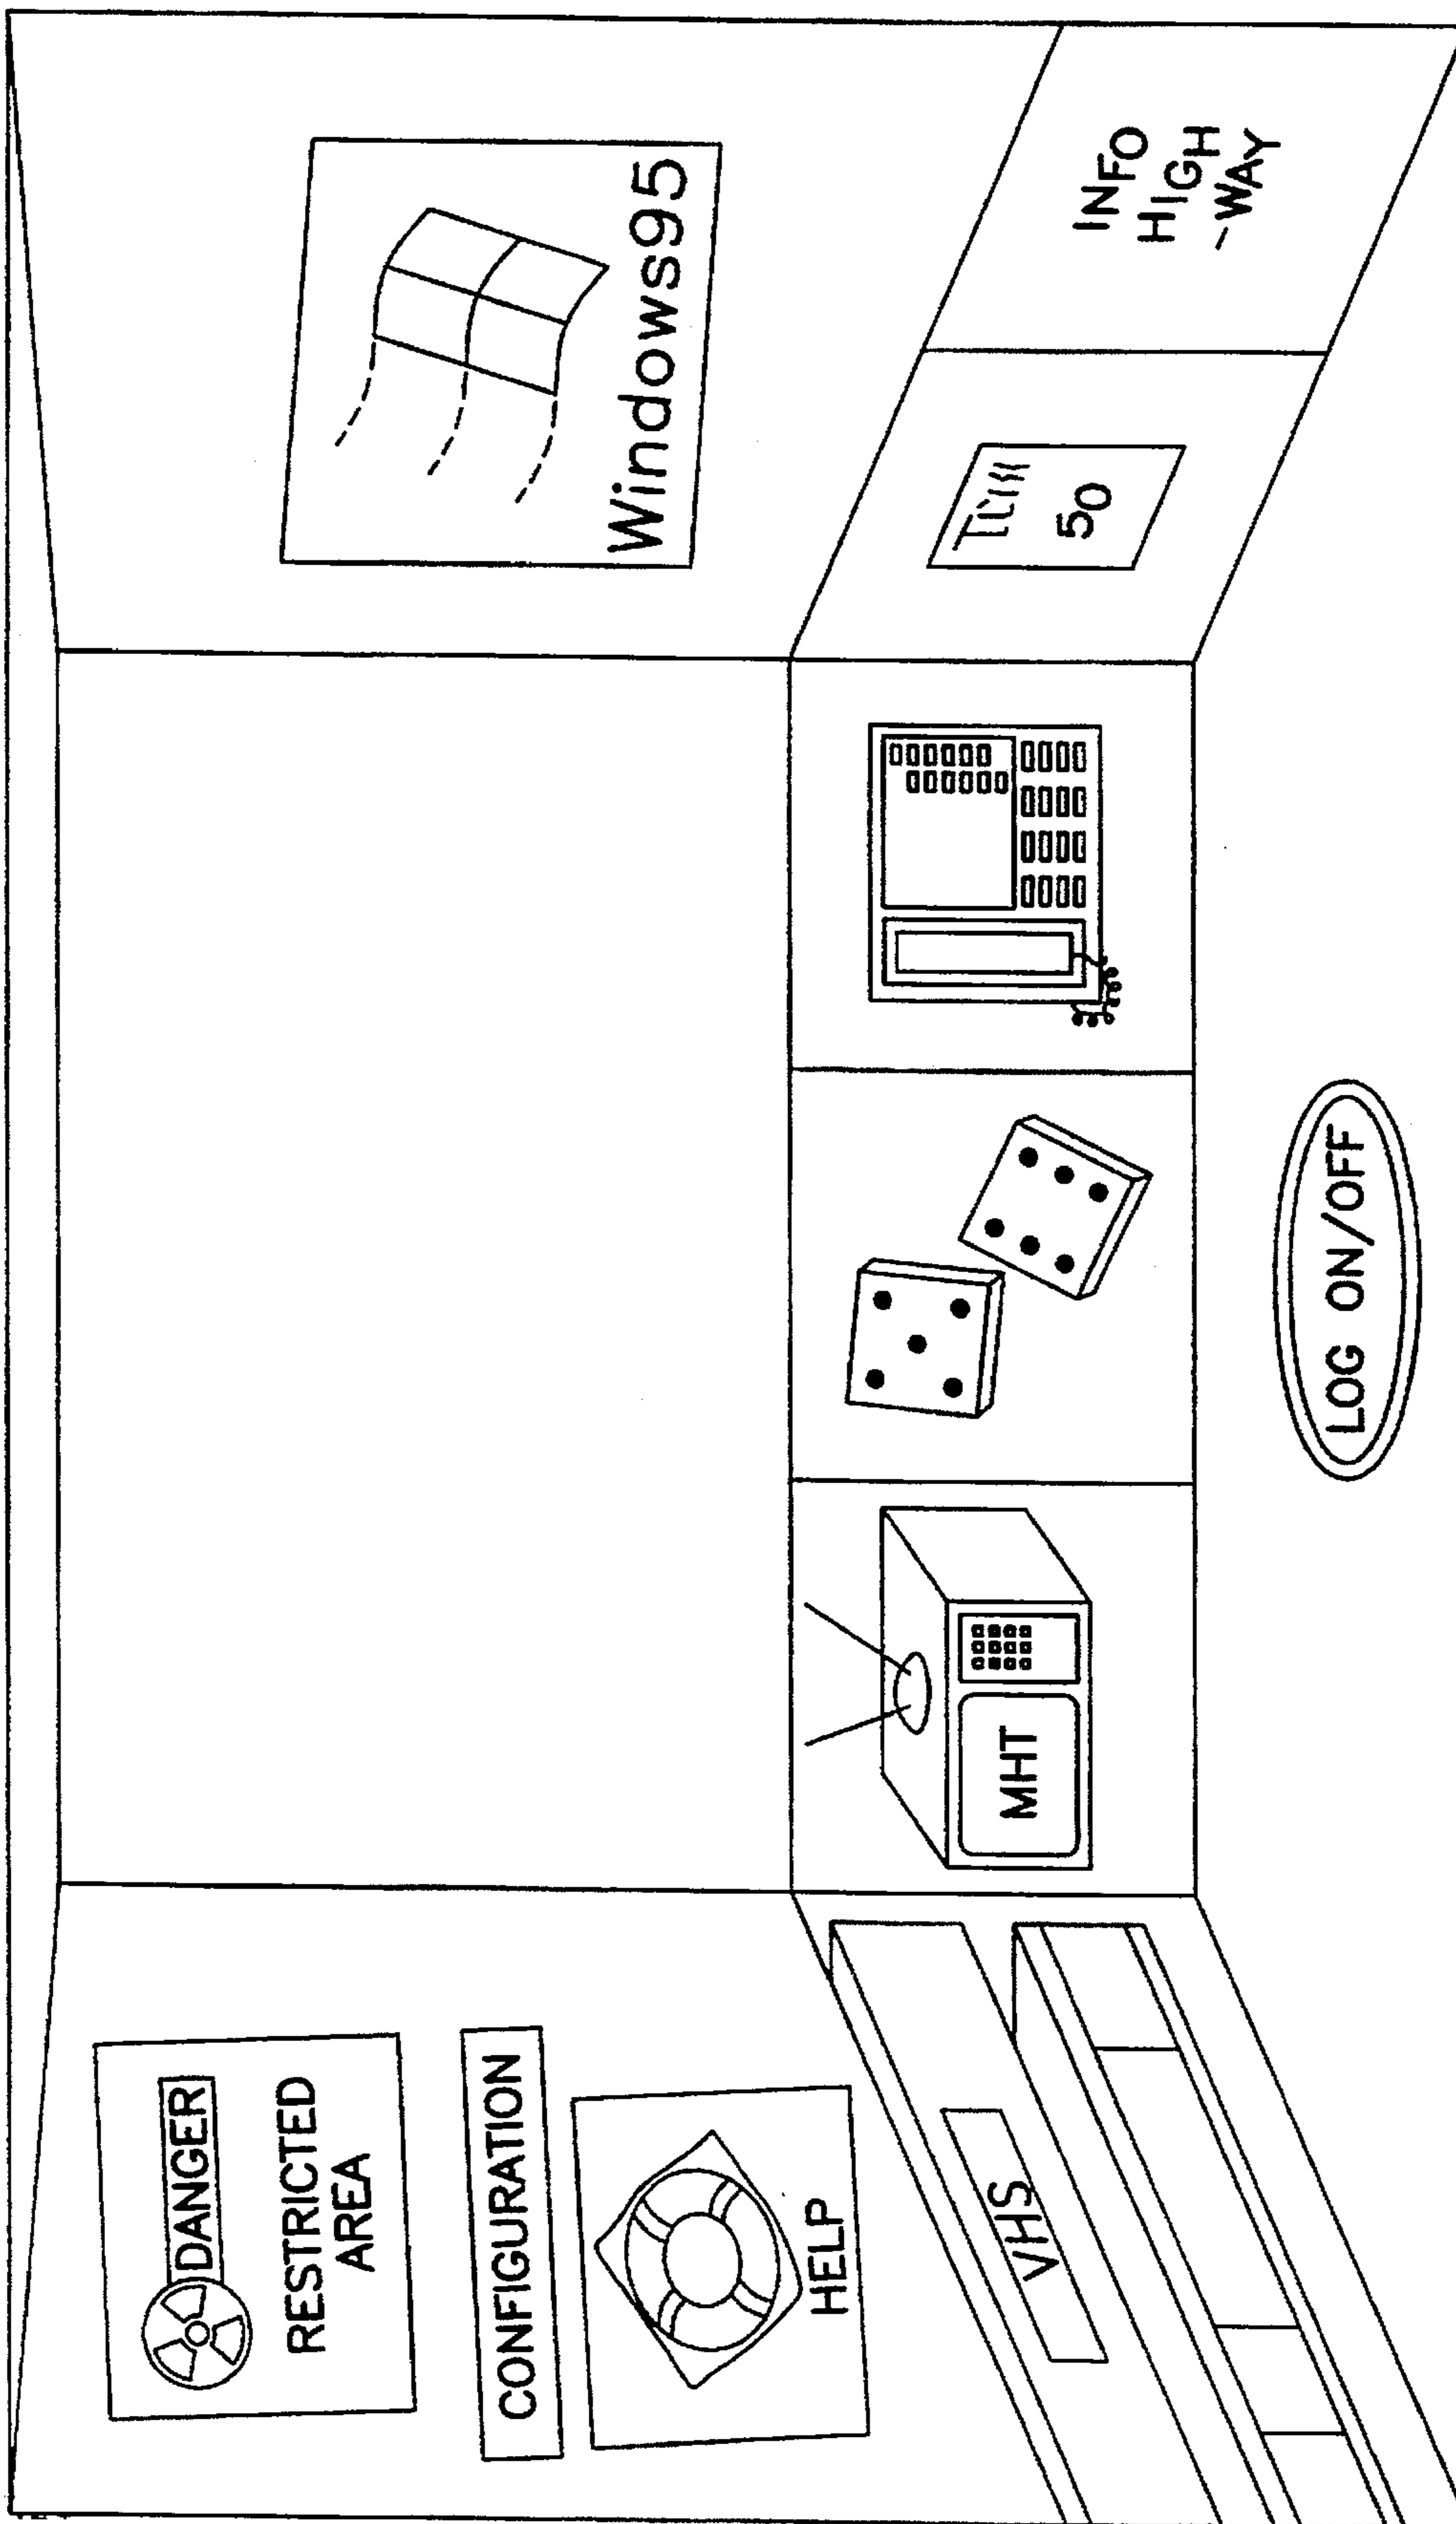 DANGER
RESTRICTED
AREA
CONFIGURATION
HELP
VHS
MHT
LOG ON/OFF
Windows95
50
INFO
HIGH
-WAY